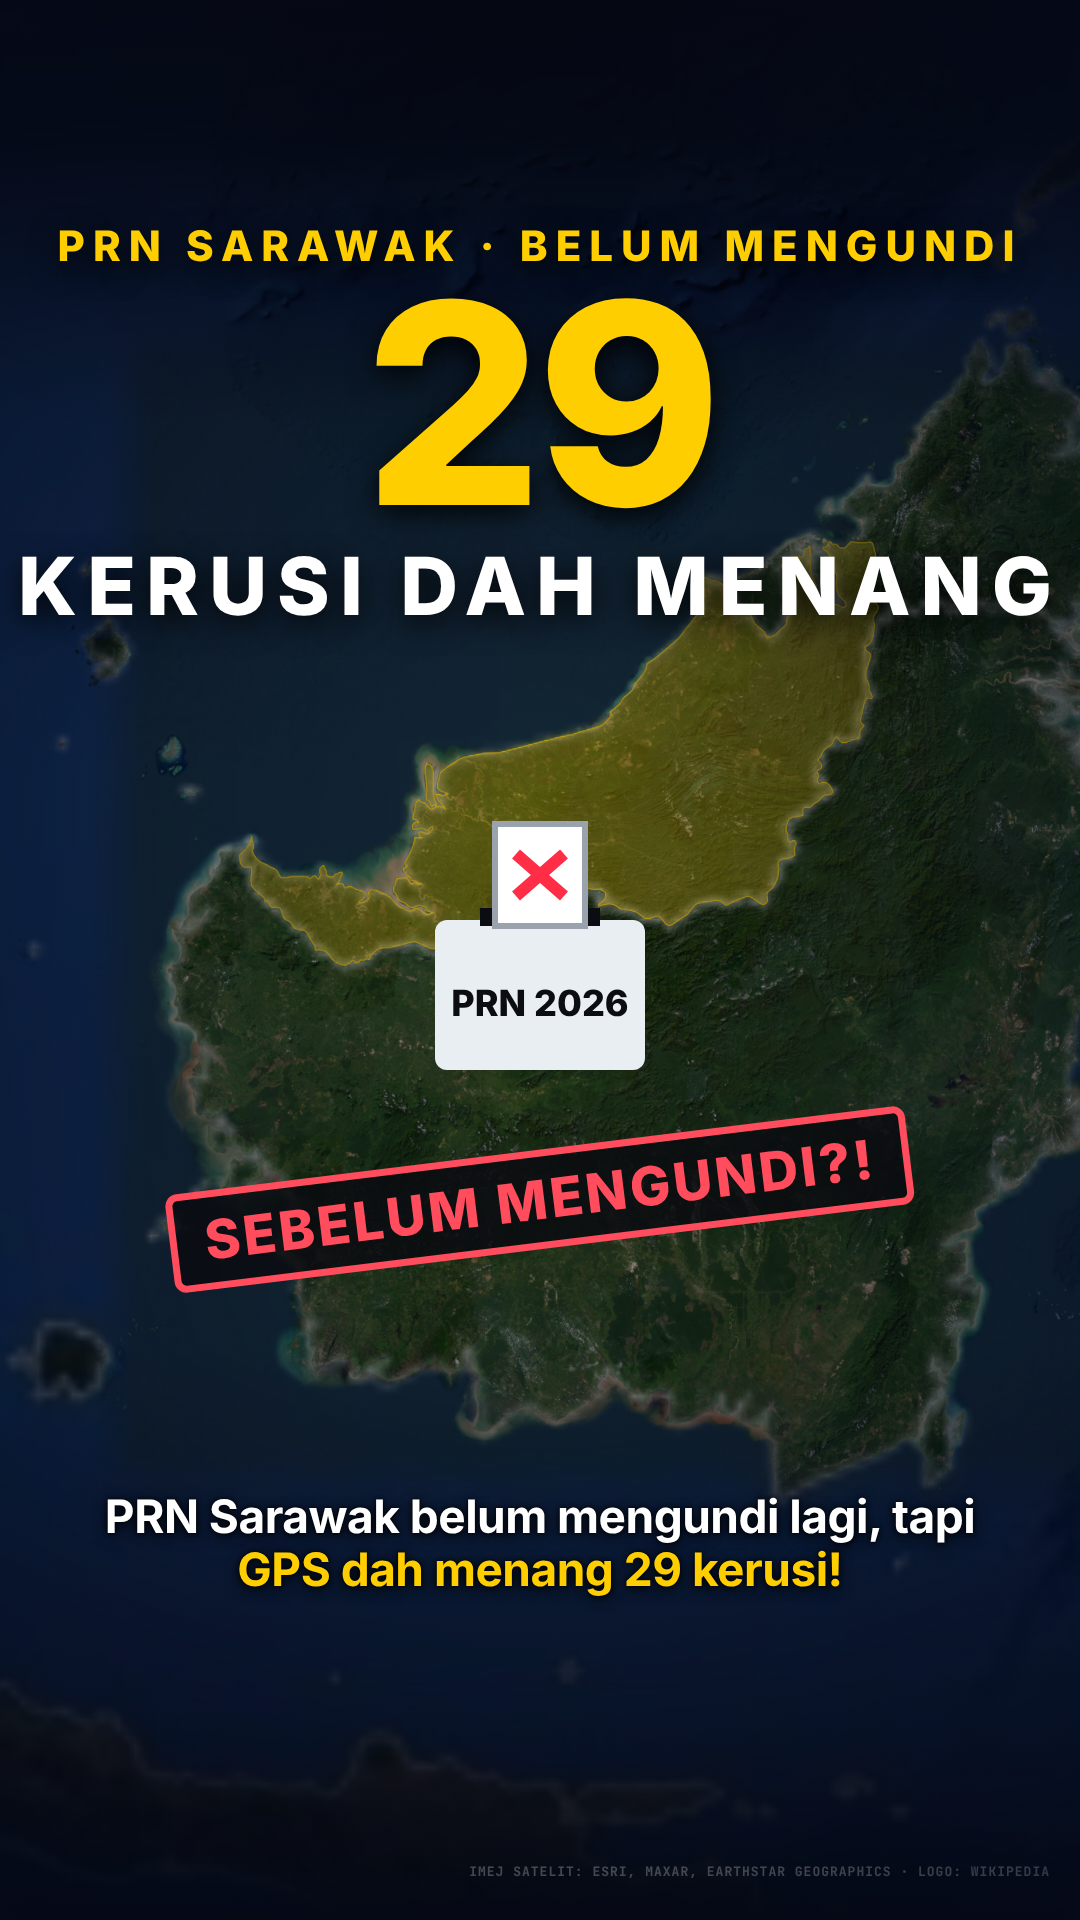 PRN SARAWAK · BELUM MENGUNDI
29
KERUSI DAH MENANG
PRN 2026
SEBELUM MENGUNDI?!
PRN Sarawak belum mengundi lagi, tapi
GPS dah menang 29 kerusi!
IMEJ SATELIT: ESRI, MAXAR, EARTHSTAR GEOGRAPHICS · LOGO: WIKIPEDIA